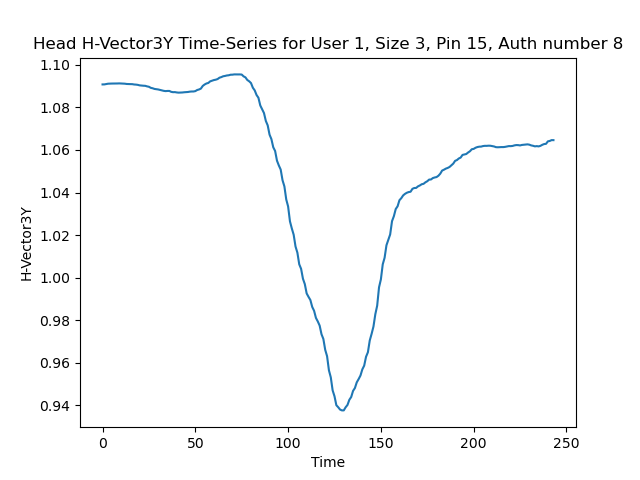 Head H-Vector3Y Time-Series for User 1, Size 3, Pin 15, Auth number 8
1.10
1.08
1.06
1.04
1.02
1.00
0.98
0.96
0.94
H-Vector3Y
0 50 100 150 200 250
Time